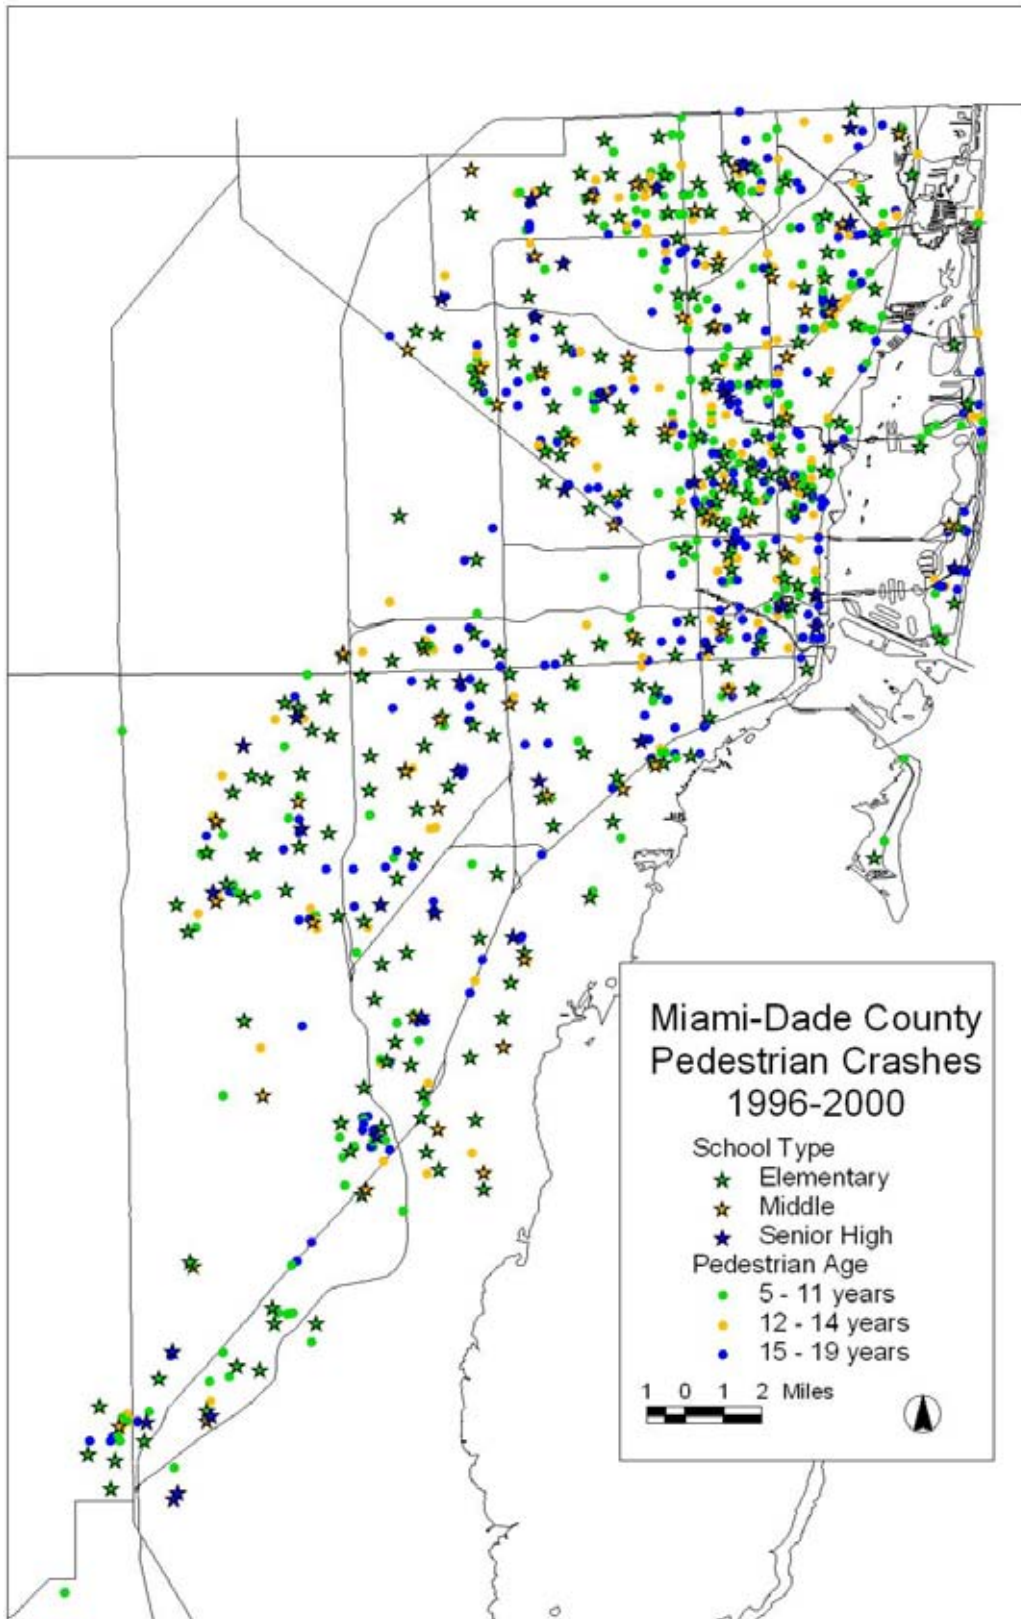 Miami-Dade County
Pedestrian Crashes
1996-2000
School Type
Elementary
Middle
Senior High
Pedestrian Age
5 - 11 years
12 - 14 years
15 - 19 years
1 0 1 2 Miles